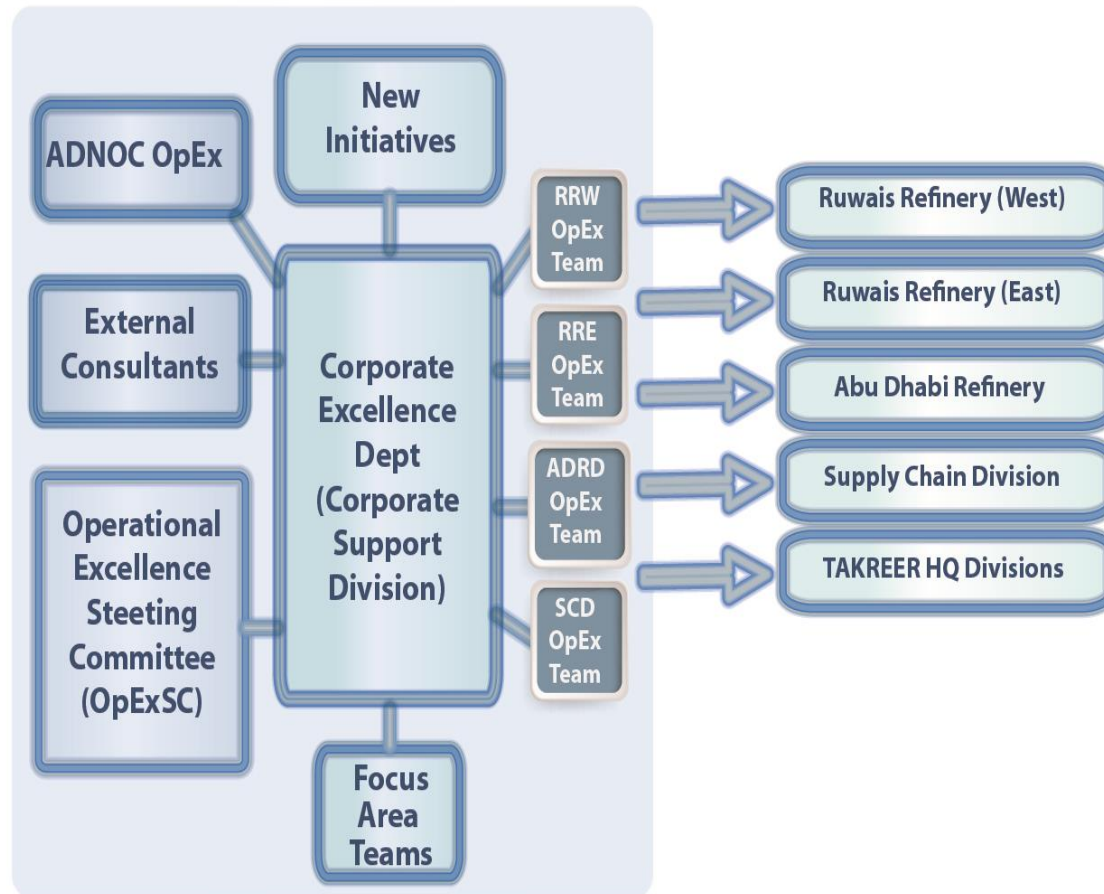 New
Initiatives
ADNOC OpEx
External
Consultants
Operational
Excellence
Steeting
Committee
(OpExSC)
Corporate
Excellence
Dept
(Corporate
Support
Division)
Focus
Area
Teams
RRW
OpEx
Team
RRE
OpEx
Team
ADRD
OpEx
Team
SCD
OpEx
Team
Ruwais Refinery (West)
Ruwais Refinery (East)
Abu Dhabi Refinery
Supply Chain Division
TAKREER HQ Divisions